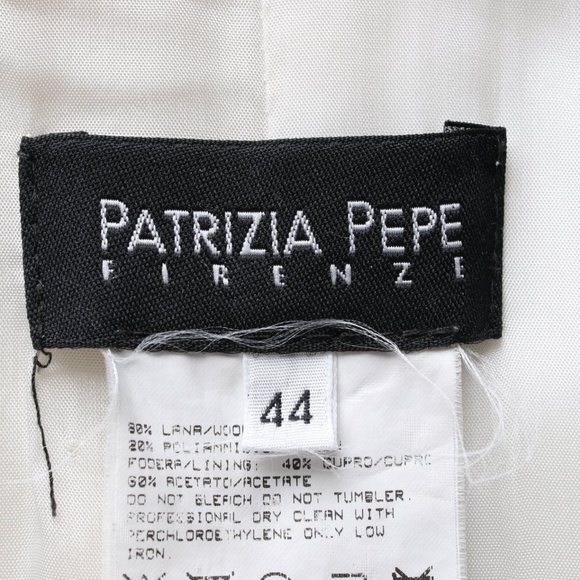 PATRIZIA PEPE
FIRENZE
44
80% LANA/WOOL
20% POLIAMMIDE
FODERA/LINING: 40% CUPRO/CUPRO
60% ACETATO/ACETATE
DO NOT BLEACH DO NOT TUMBLER.
PROFESSIONAL DRY CLEAN WITH
PERCHLOROETHYLENE ONLY LOW
IRON.